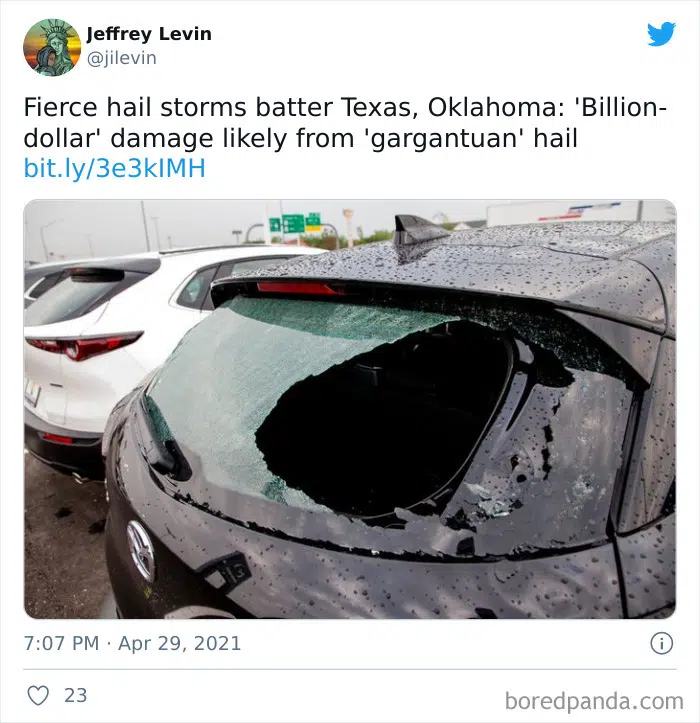 Jeffrey Levin
@jilevin
Fierce hail storms batter Texas, Oklahoma: 'Billion-
dollar' damage likely from 'gargantuan' hail
bit.ly/3e3kIMH
7:07 PM · Apr 29, 2021
23
boredpanda.com